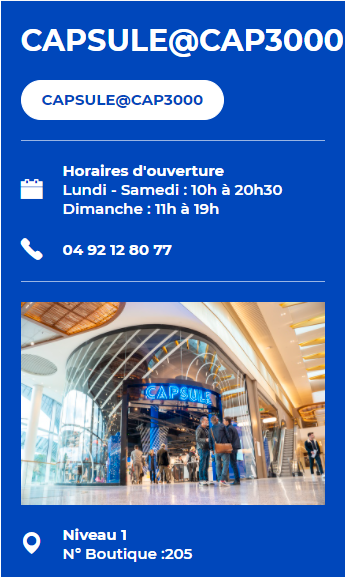 CAPSULE@CAP3000
CAPSULE@CAP3000
Horaires d'ouverture
Lundi - Samedi : 10h à 20h30
Dimanche : 11h à 19h
04 92 12 80 77
CAPSULE
Niveau 1
N° Boutique :205